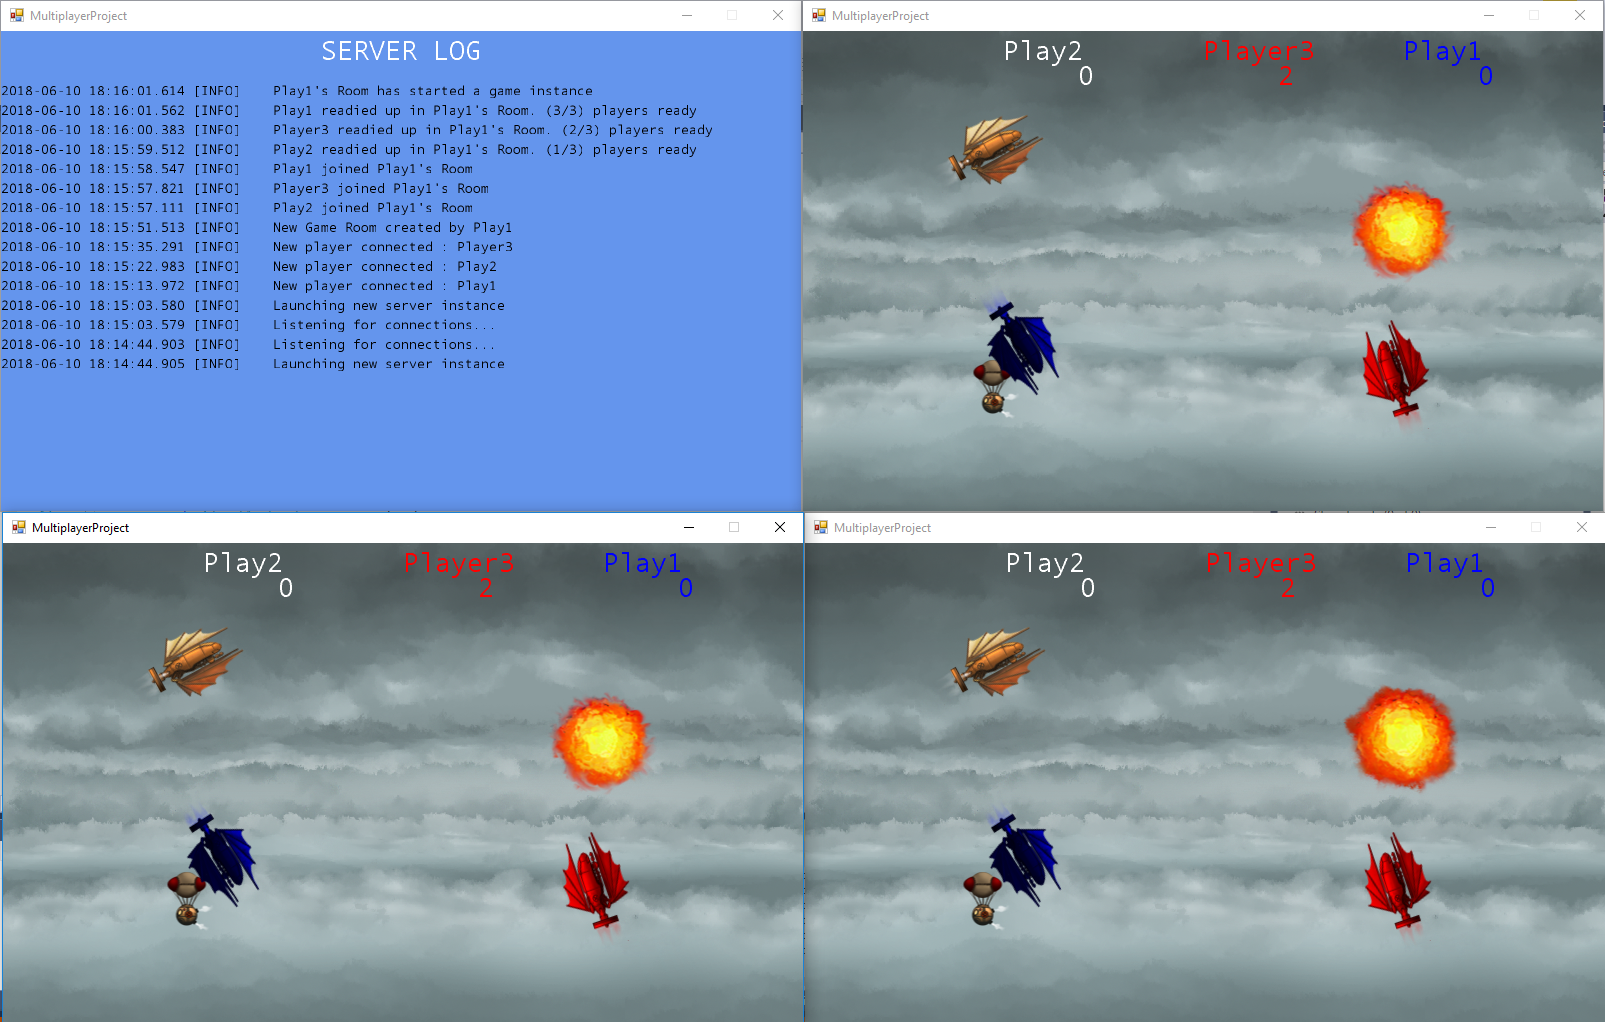 MultiplayerProject
SERVER LOG
2018-06-10 18:16:01.614 [INFO] Play1's Room has started a game instance
2018-06-10 18:16:01.562 [INFO] Play1 readied up in Play1's Room. (3/3) players ready
2018-06-10 18:16:00.383 [INFO] Player3 readied up in Play1's Room. (2/3) players ready
2018-06-10 18:15:59.512 [INFO] Play2 readied up in Play1's Room. (1/3) players ready
2018-06-10 18:15:58.547 [INFO] Play1 joined Play1's Room
2018-06-10 18:15:57.821 [INFO] Player3 joined Play1's Room
2018-06-10 18:15:57.111 [INFO] Play2 joined Play1's Room
2018-06-10 18:15:51.513 [INFO] New Game Room created by Play1
2018-06-10 18:15:35.291 [INFO] New player connected : Player3
2018-06-10 18:15:22.983 [INFO] New player connected : Play2
2018-06-10 18:15:13.972 [INFO] New player connected : Play1
2018-06-10 18:15:03.580 [INFO] Launching new server instance
2018-06-10 18:15:03.579 [INFO] Listening for connections...
2018-06-10 18:14:44.903 [INFO] Listening for connections...
2018-06-10 18:14:44.905 [INFO] Launching new server instance
MultiplayerProject
Play2 Player3 Play1
0 2 0
MultiplayerProject
Play2 Player3 Play1
0 2 0
MultiplayerProject
Play2 Player3 Play1
0 2 0